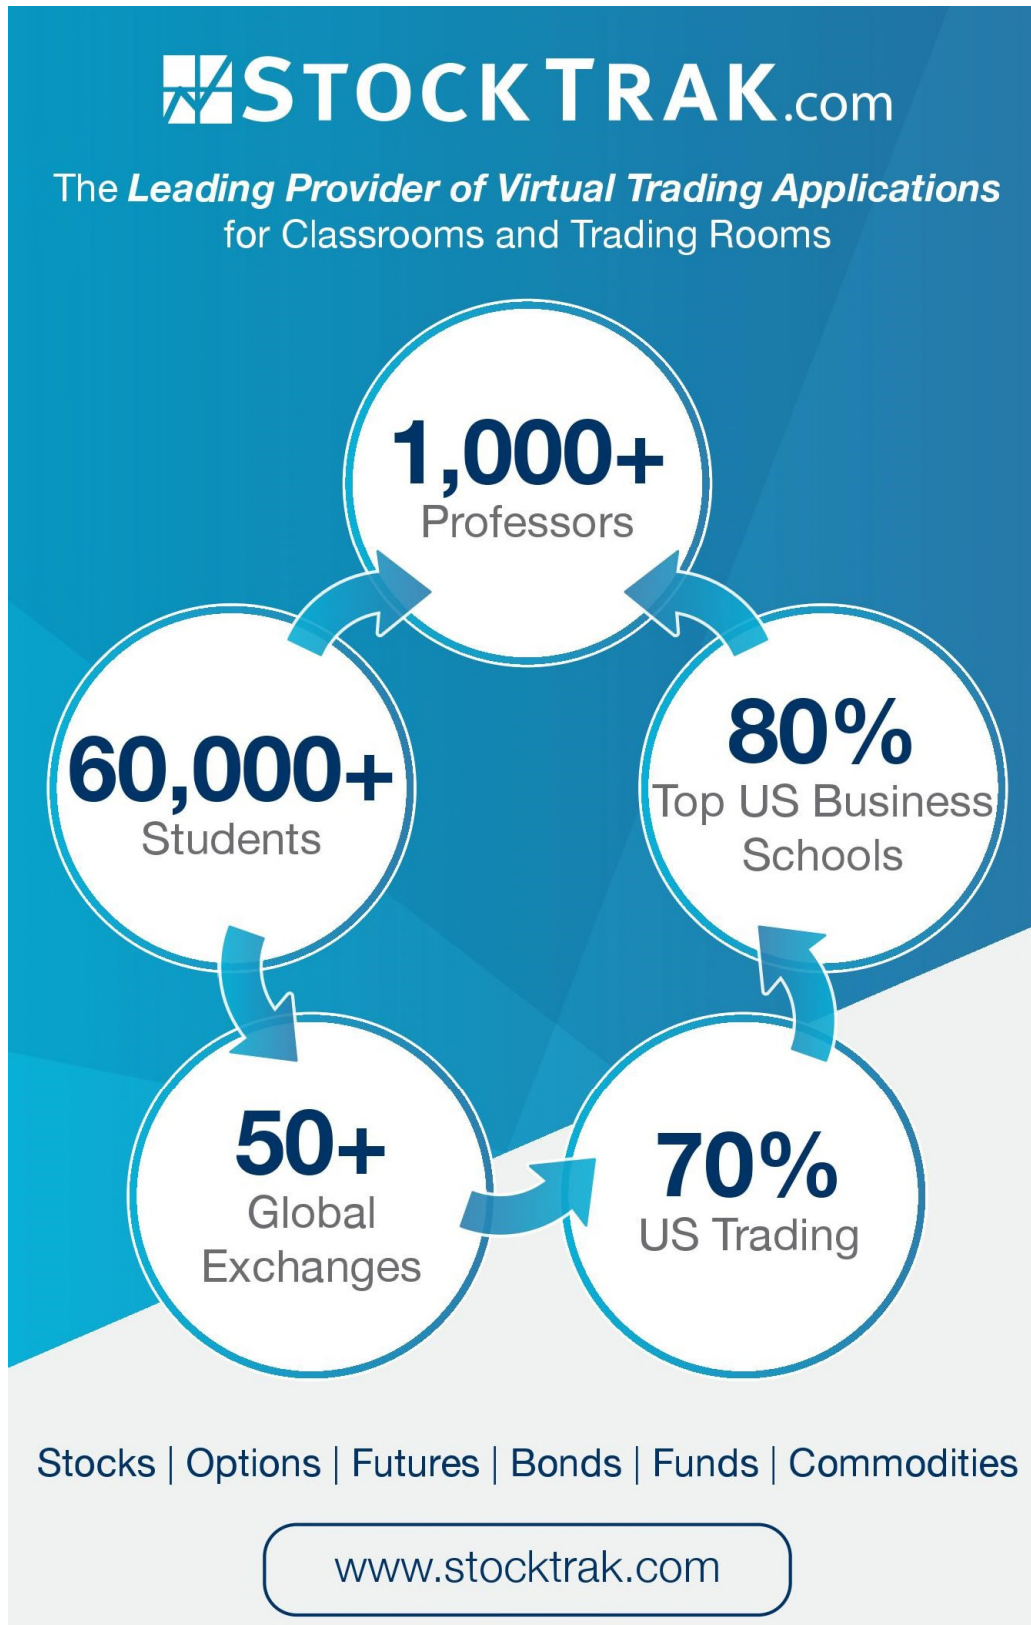 STOCKTRAK.com
The Leading Provider of Virtual Trading Applications
for Classrooms and Trading Rooms
1,000+
Professors
60,000+
Students
80%
Top US Business
Schools
50+
Global
Exchanges
70%
US Trading
Stocks | Options | Futures | Bonds | Funds | Commodities
www.stocktrak.com